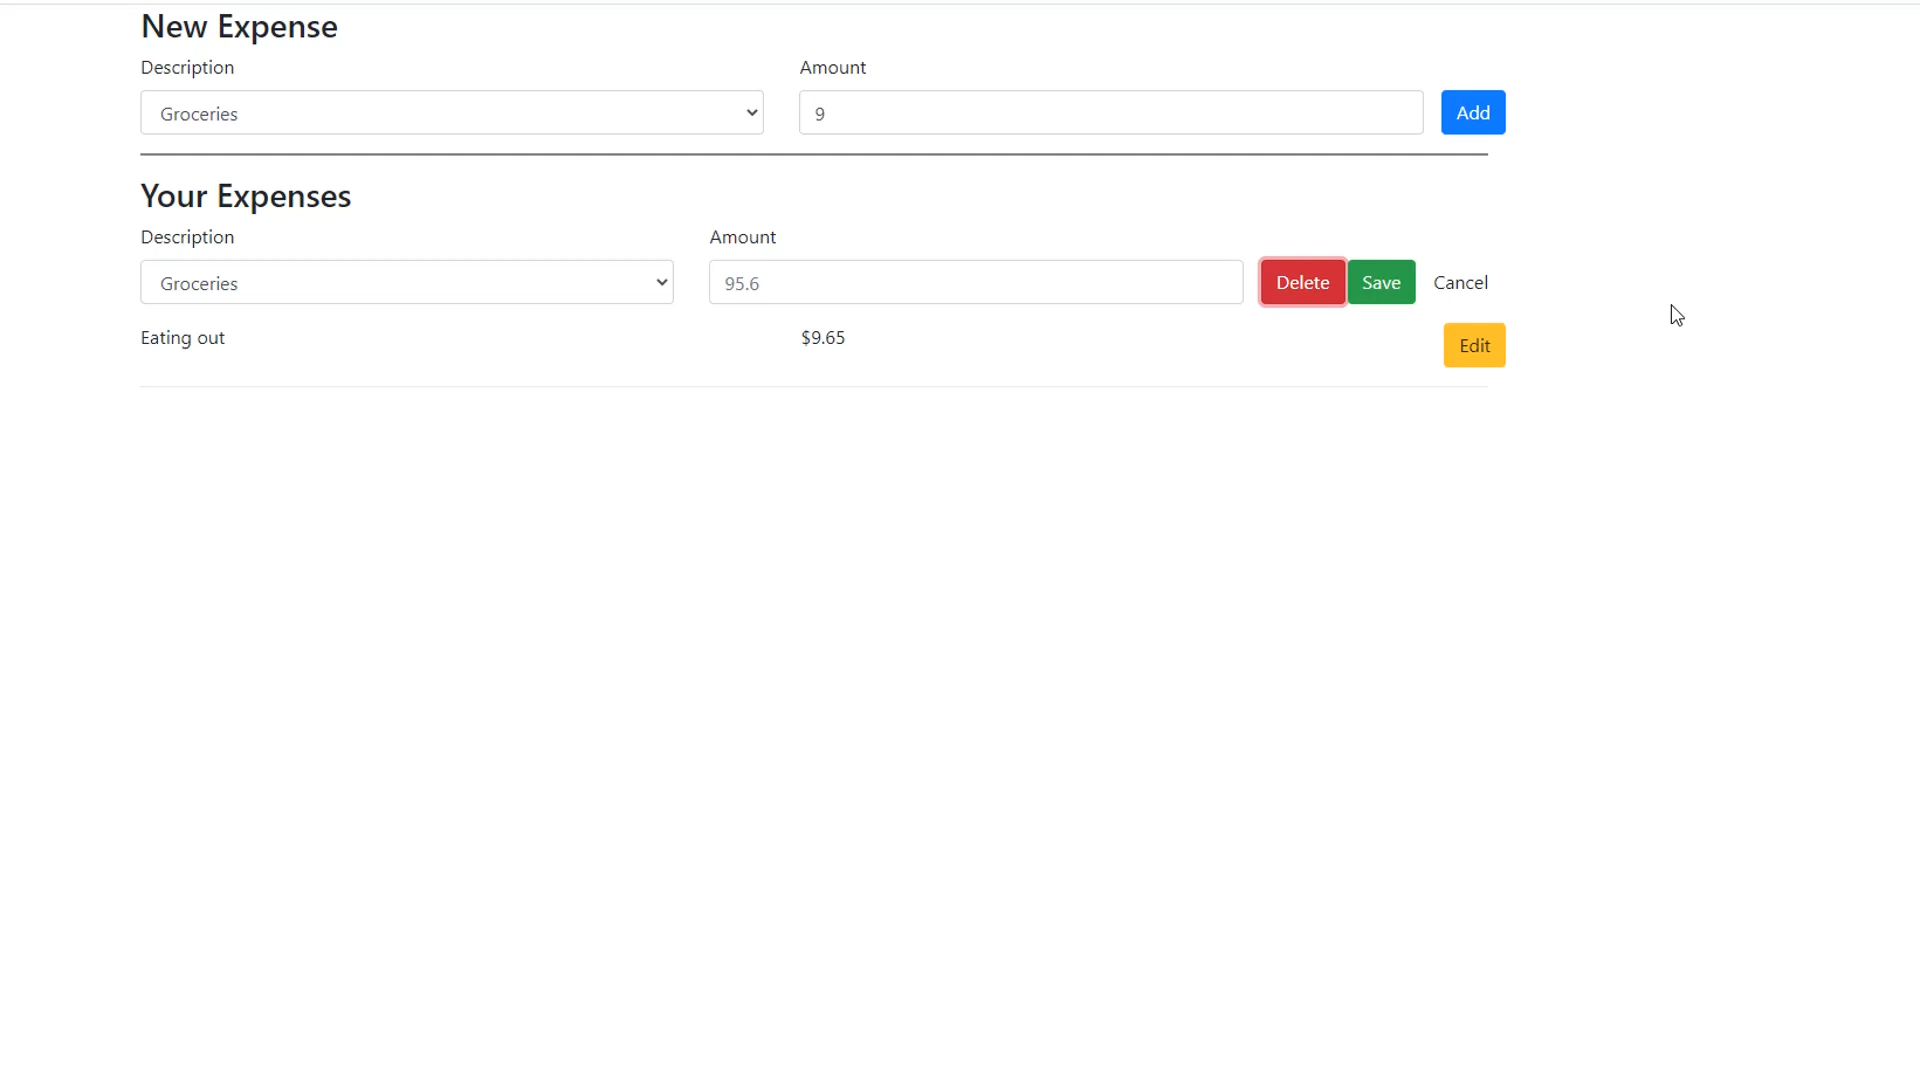 New Expense
Description Amount
Groceries 9 Add
Your Expenses
Description Amount
Groceries 95.6 Delete Save Cancel
Eating out $9.65 Edit